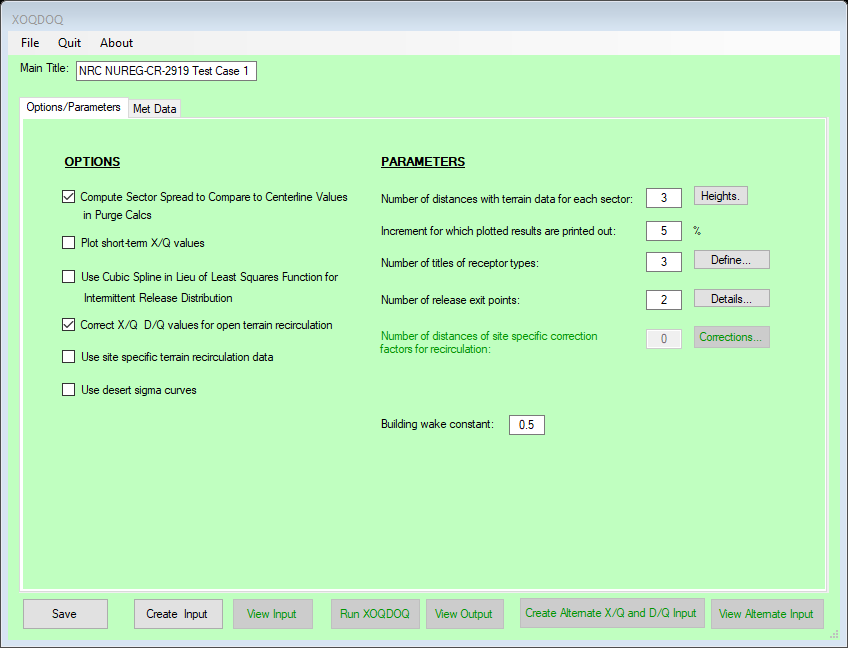 XOQDOQ
File Quit About
Main Title: NRC NUREG-CR-2919 Test Case 1
Options/Parameters Met Data
OPTIONS
Compute Sector Spread to Compare to Centerline Values
in Purge Calcs
Plot short-term X/Q values
Use Cubic Spline in Lieu of Least Squares Function for
Intermittent Release Distribution
Correct X/Q D/Q values for open terrain recirculation
Use site specific terrain recirculation data
Use desert sigma curves
PARAMETERS
Number of distances with terrain data for each sector: 3 Heights.
Increment for which plotted results are printed out: 5 %
Number of titles of receptor types: 3 Define...
Number of release exit points: 2 Details...
Number of distances of site specific correction
factors for recirculation: 0 Corrections...
Building wake constant: 0.5
Save Create Input View Input Run XOQDOQ View Output Create Alternate X/Q and D/Q Input View Alternate Input